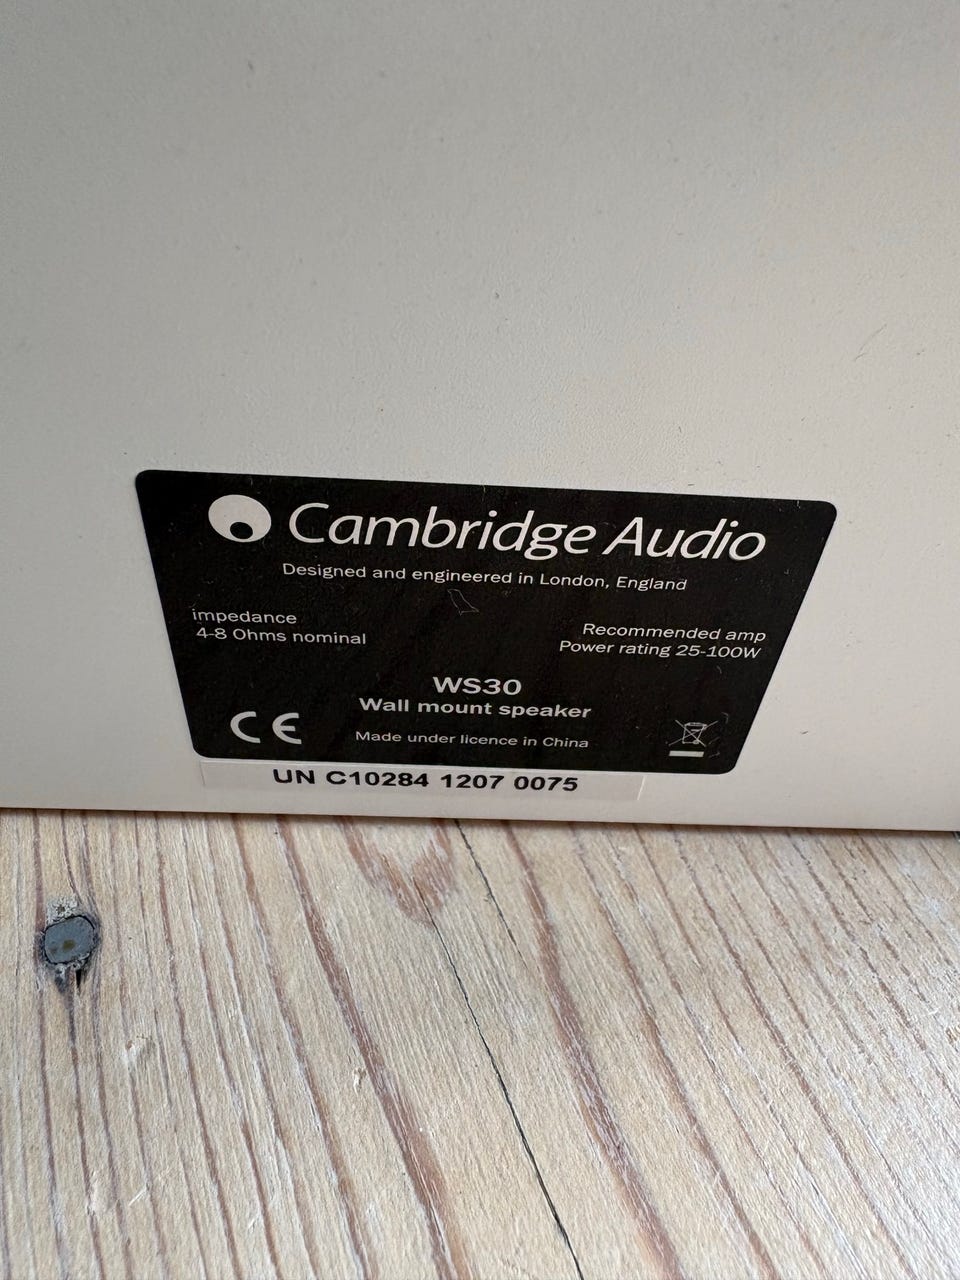 Cambridge Audio
Designed and engineered in London, England
impedance
4-8 Ohms nominal
Recommended amp
Power rating 25-100W
WS30
Wall mount speaker
CE
Made under licence in China
UN C10284 1207 0075